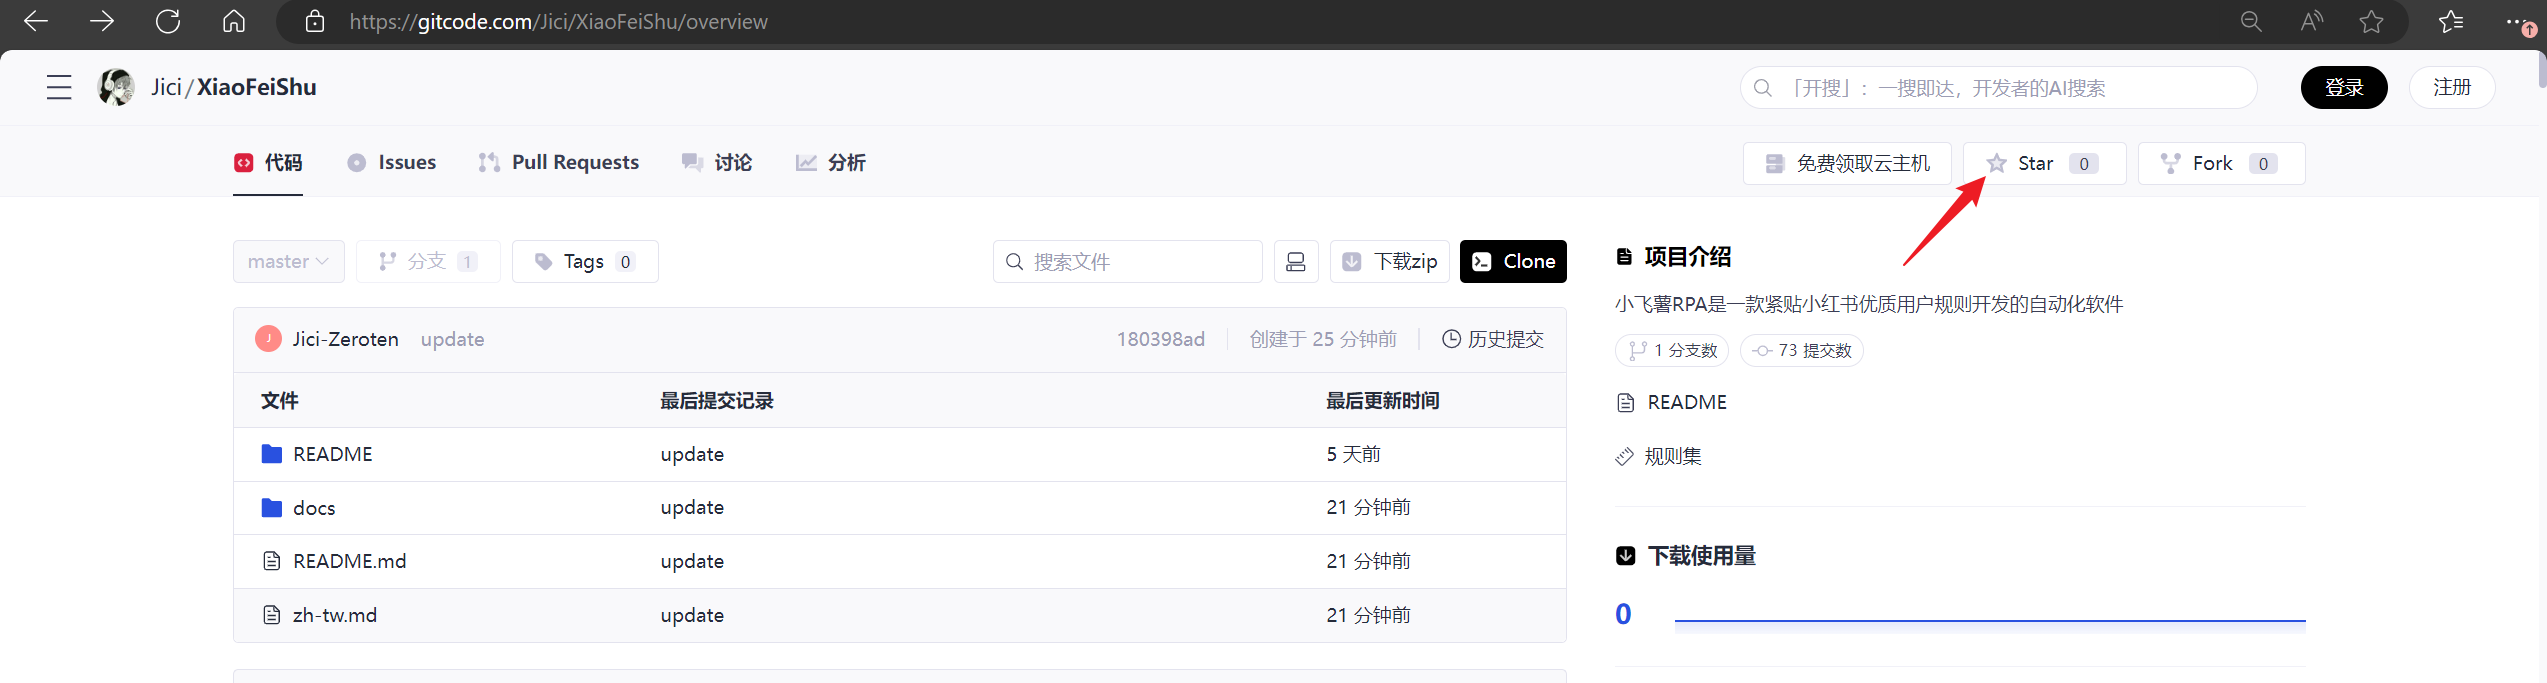 https://gitcode.com/Jici/XiaoFeiShu/overview
Jici/XiaoFeiShu
「开搜」：一搜即达，开发者的AI搜索
登录
注册
代码
Issues
Pull Requests
讨论
分析
免费领取云主机
Star 0
Fork 0
master
分支 1
Tags 0
搜索文件
下载zip
Clone
项目介绍
小飞薯RPA是一款紧贴小红书优质用户规则开发的自动化软件
1 分支数
73 提交数
README
规则集
下载使用量
0
J
Jici-Zeroten update 180398ad 创建于 25 分钟前 历史提交
文件 最后提交记录 最后更新时间
README update 5 天前
docs update 21 分钟前
README.md update 21 分钟前
zh-tw.md update 21 分钟前